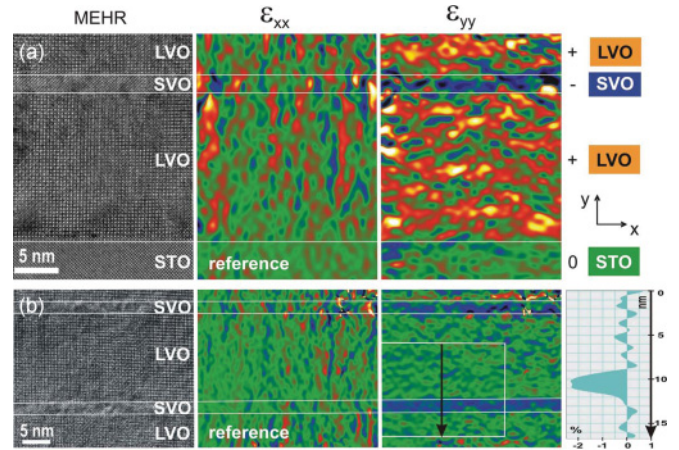 MEHR εxx εyy
(a) LVO + LVO
SVO - SVO
LVO + LVO
y
x
5 nm STO reference 0 STO
(b) SVO 0
nm
LVO 5
10
SVO
5 nm LVO reference 15
% -2 -1 0 1